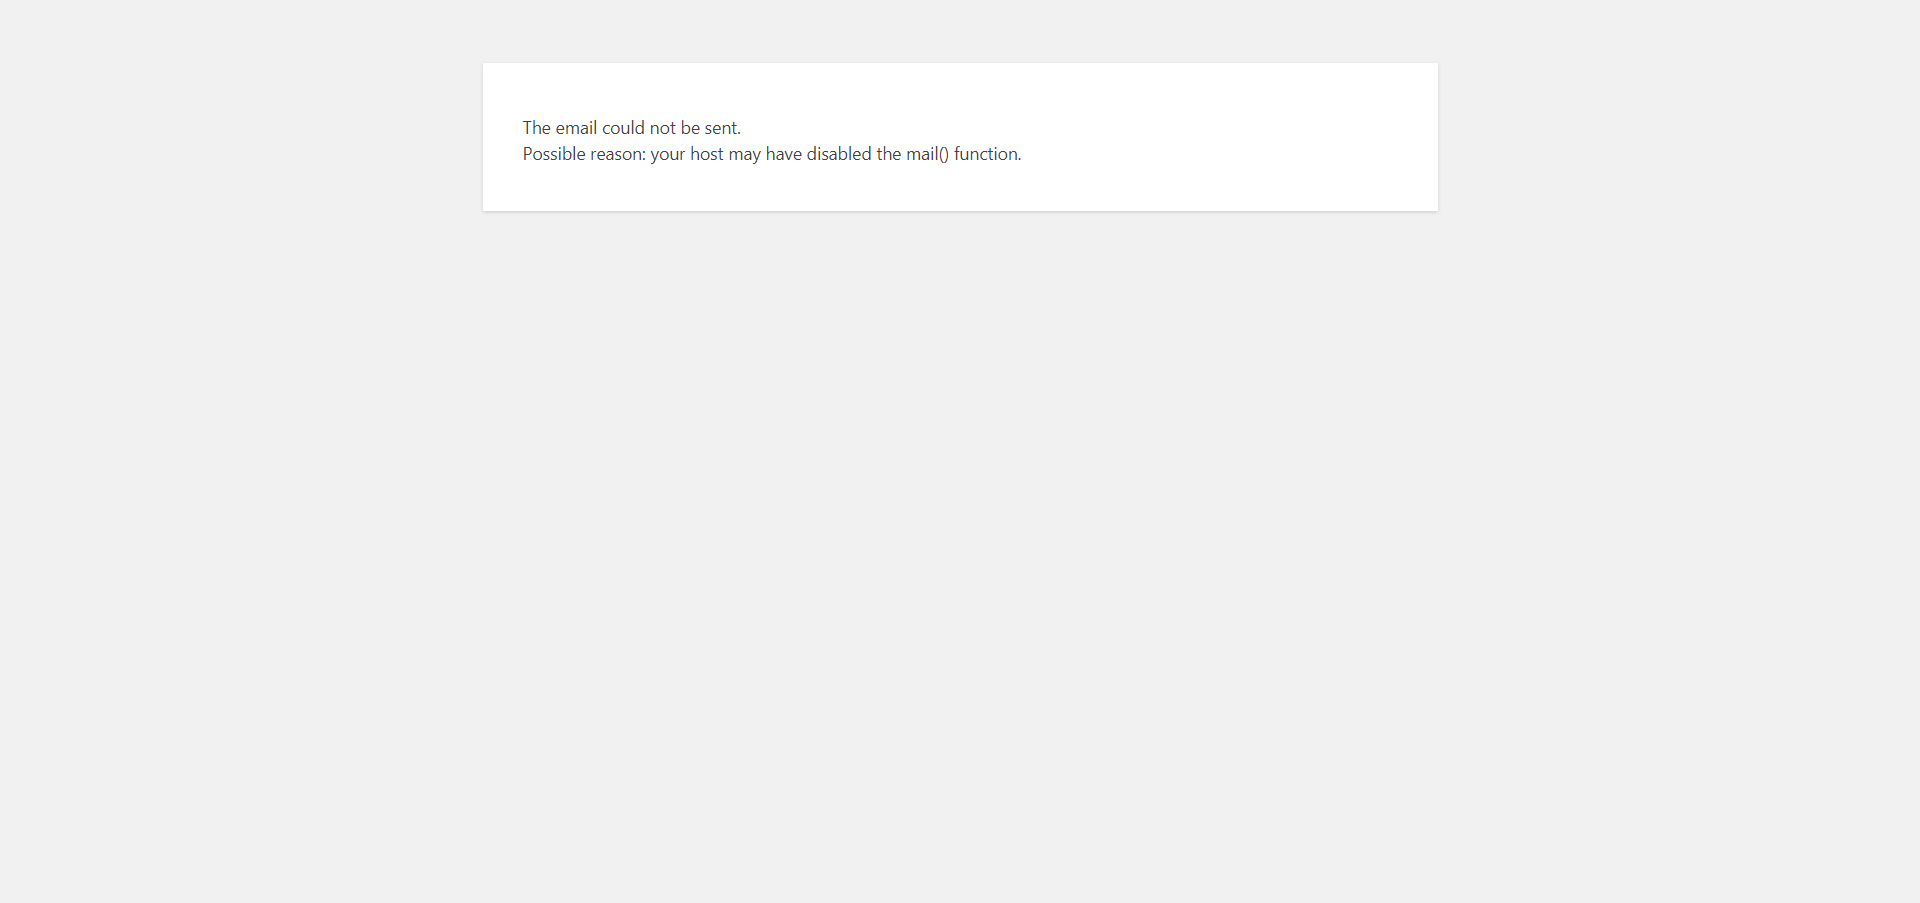 The email could not be sent.
Possible reason: your host may have disabled the mail() function.